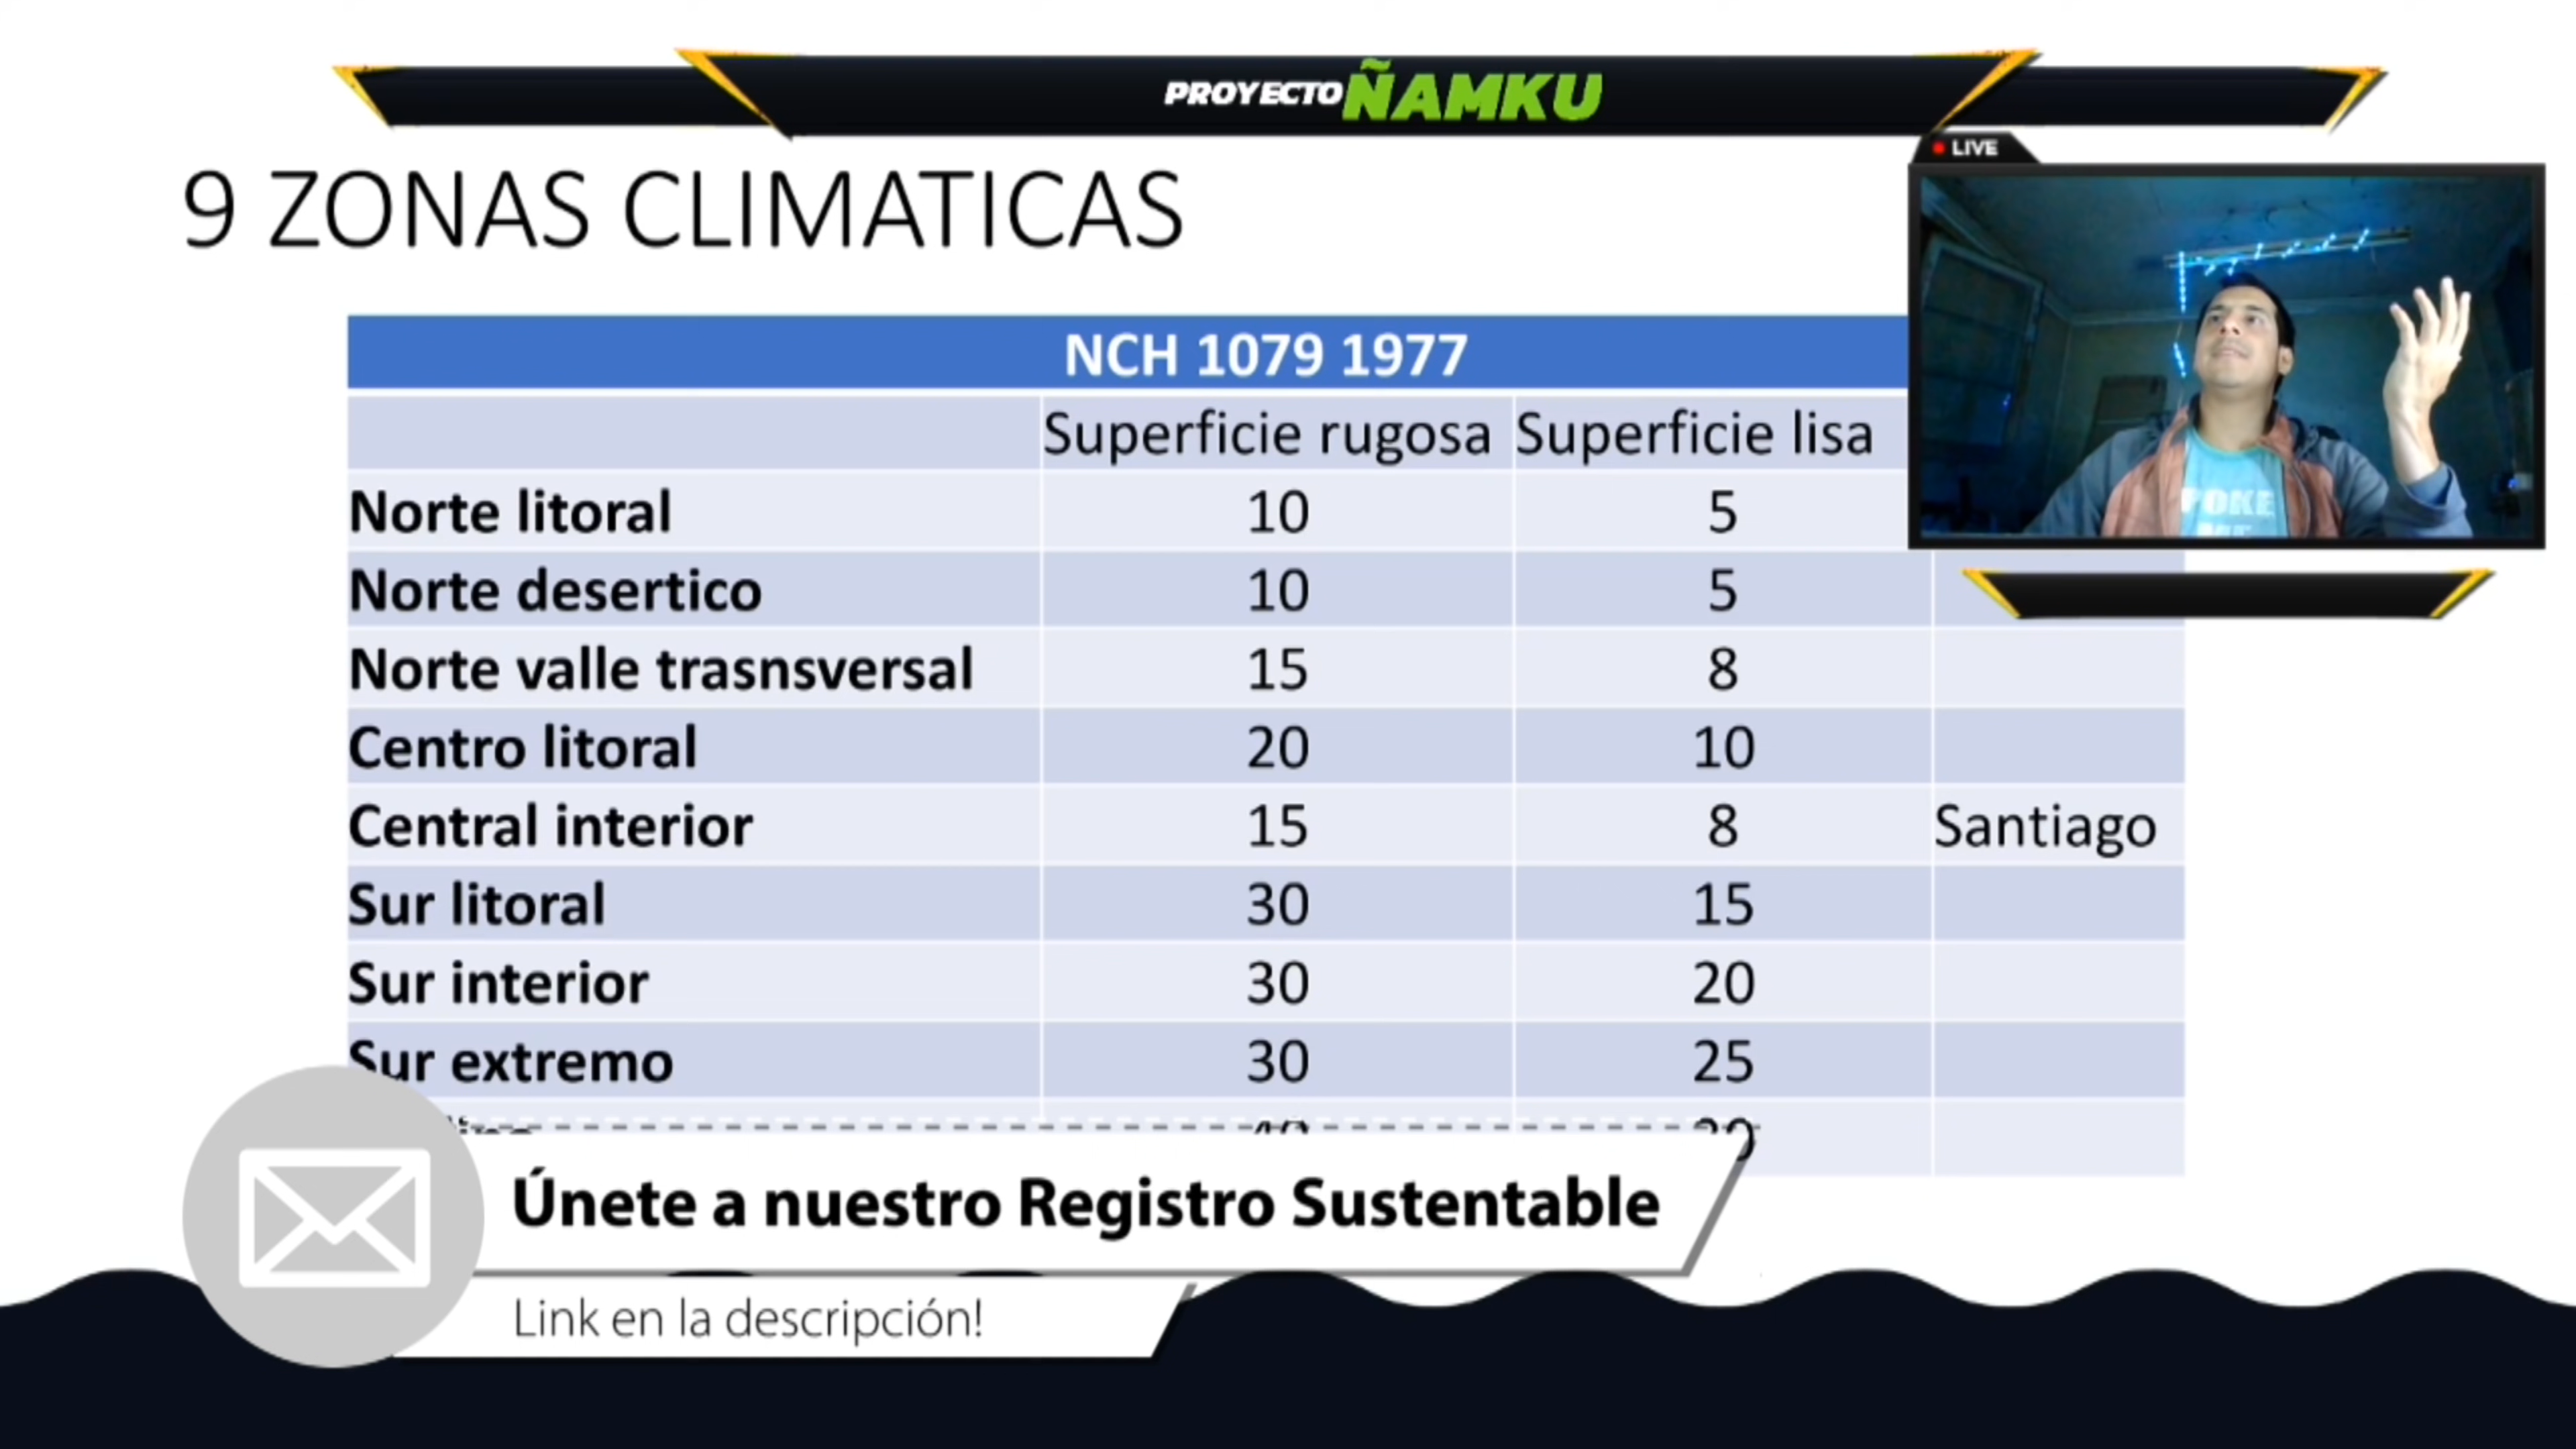 PROYECTO ÑAMKU
LIVE
9 ZONAS CLIMATICAS
NCH 1079 1977
Superficie rugosa Superficie lisa
Norte litoral 10 5
Norte desertico 10 5
Norte valle trasnsversal 15 8
Centro litoral 20 10
Central interior 15 8 Santiago
Sur litoral 30 15
Sur interior 30 20
Sur extremo 30 25
POKE
Únete a nuestro Registro Sustentable
Link en la descripción!